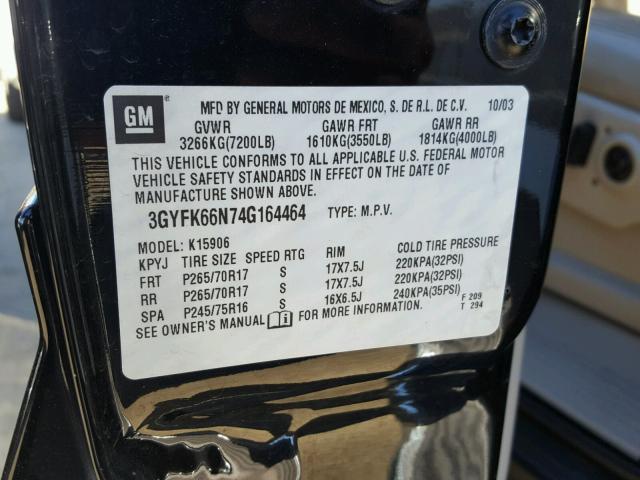 GM ® MFD BY GENERAL MOTORS DE MEXICO, S. DE R.L. DE C.V. 10/03
GVWR GAWR FRT GAWR RR
3266KG(7200LB) 1610KG(3550LB) 1814KG(4000LB)
THIS VEHICLE CONFORMS TO ALL APPLICABLE U.S. FEDERAL MOTOR
VEHICLE SAFETY STANDARDS IN EFFECT ON THE DATE OF
MANUFACTURE SHOWN ABOVE.
3GYFK66N74G164464 TYPE: M.P.V.
MODEL: K15906
KPYJ TIRE SIZE SPEED RTG RIM COLD TIRE PRESSURE
FRT P265/70R17 S 17X7.5J 220KPA(32PSI)
RR P265/70R17 S 17X7.5J 220KPA(32PSI)
SPA P245/75R16 S 16X6.5J 240KPA(35PSI) F 209
SEE OWNER'S MANUAL FOR MORE INFORMATION. T 294